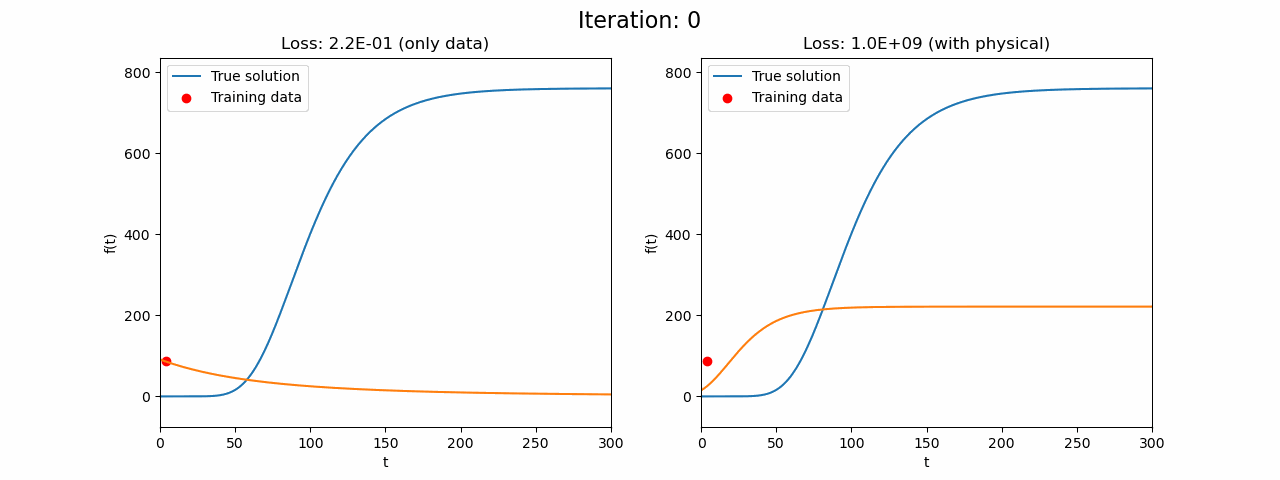 Iteration: 0
Loss: 2.2E-01 (only data)
True solution
Training data
800
600
400
200
0
f(t)
0 50 100 150 200 250 300
t
Loss: 1.0E+09 (with physical)
True solution
Training data
800
600
400
200
0
f(t)
0 50 100 150 200 250 300
t